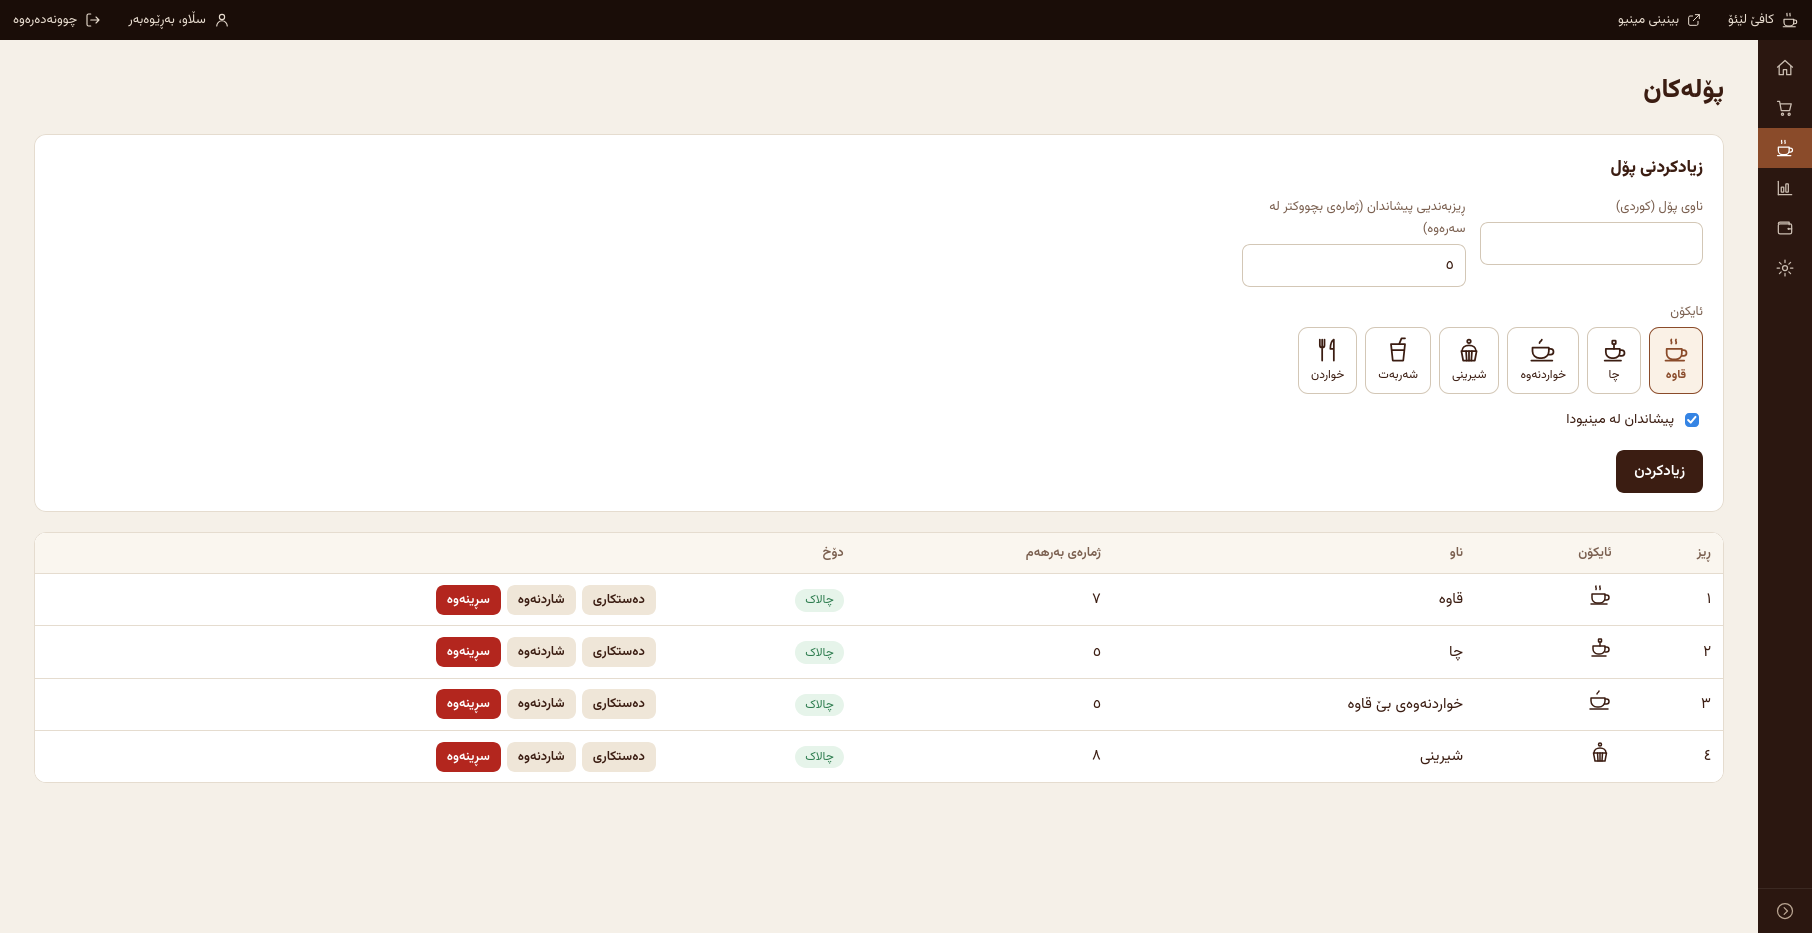 کافێ لێئۆ
بینینی مینیو
سڵاو، بەڕێوەبەر
چوونەدەرەوە
پۆلەکان
زیادکردنی پۆل
ناوی پۆل (کوردی)
ڕیزبەندیی پیشاندان (ژمارەی بچووکتر لە
سەرەوە)
٥
ئایکۆن
قاوە
چا
خواردنەوە
شیرینی
شەربەت
خواردن
پیشاندان لە مینیودا
زیادکردن
ڕیز ئایکۆن ناو ژمارەی بەرهەم دۆخ
١ قاوە ٧ چالاک دەستکاری شاردنەوە سڕینەوە
٢ چا ٥ چالاک دەستکاری شاردنەوە سڕینەوە
٣ خواردنەوەی بێ قاوە ٥ چالاک دەستکاری شاردنەوە سڕینەوە
٤ شیرینی ٨ چالاک دەستکاری شاردنەوە سڕینەوە